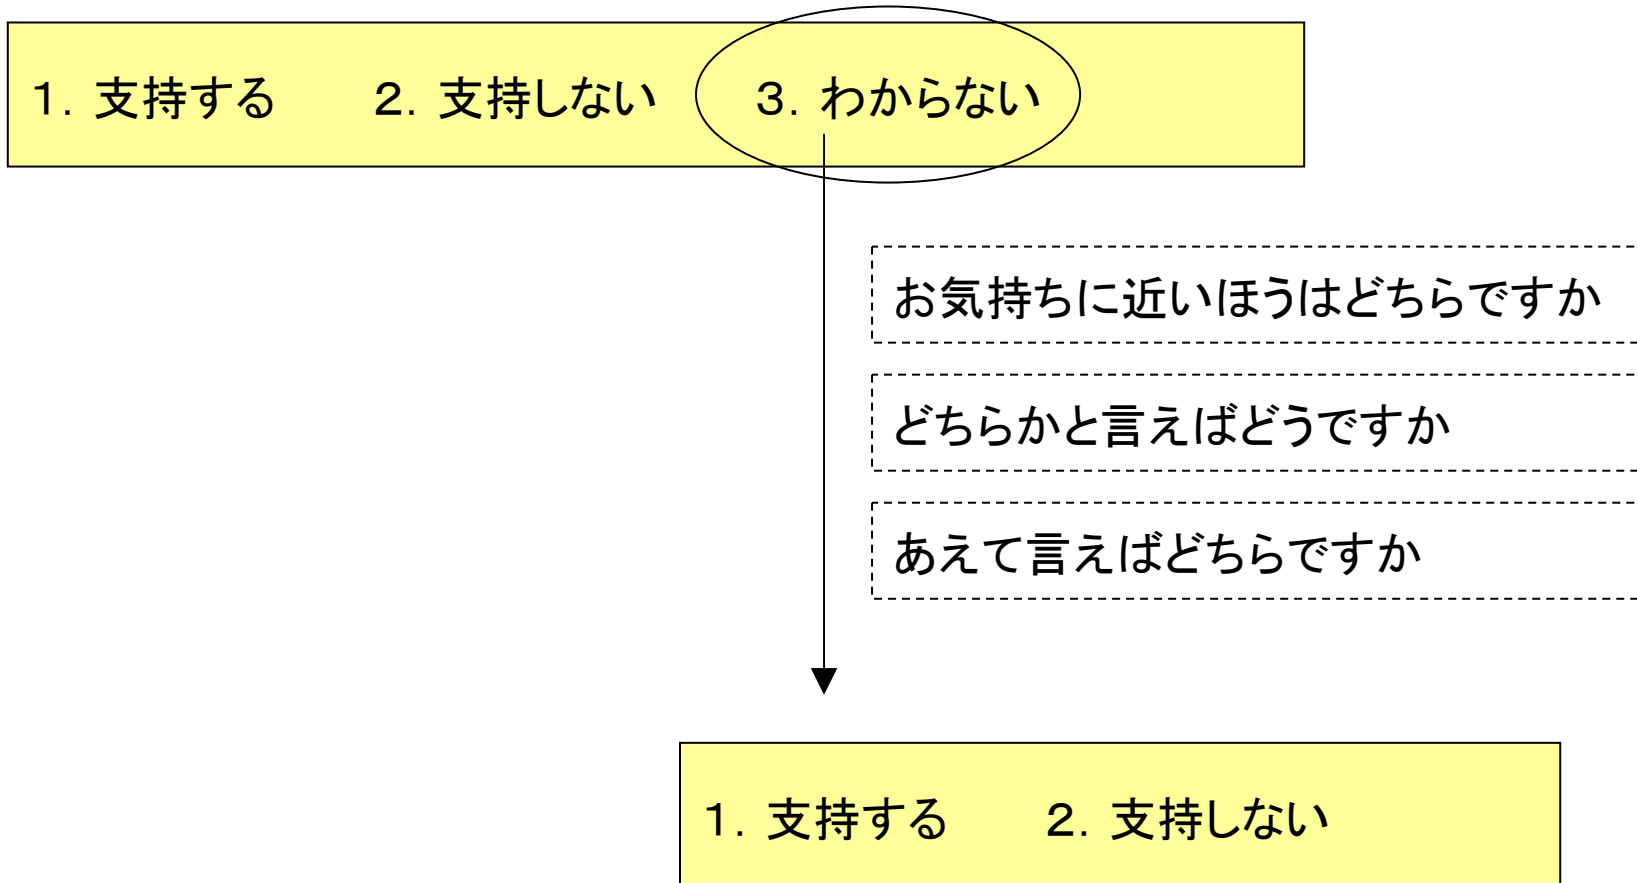 １．支持する　　２．支持しない　　３．わからない
お気持ちに近いほうはどちらですか
どちらかと言えばどうですか
あえて言えばどちらですか
１．支持する　　２．支持しない